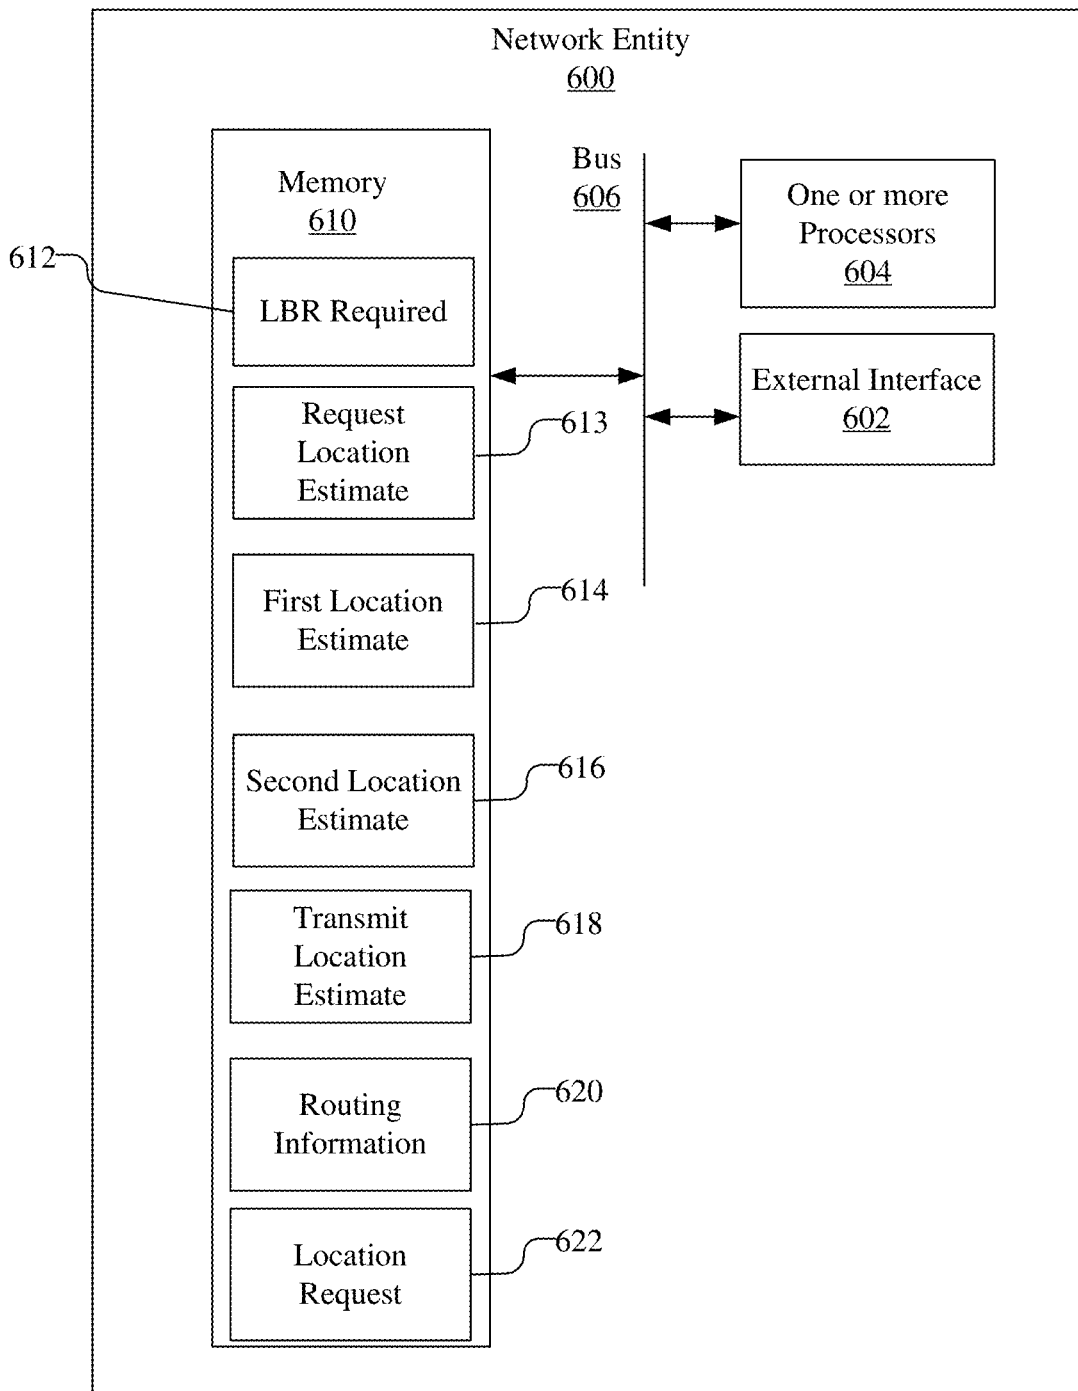 Network Entity
600
Memory
610
Bus
606
One or more
Processors
604
External Interface
602
612
LBR Required
Request
Location
Estimate
613
First Location
Estimate
614
Second Location
Estimate
616
Transmit
Location
Estimate
618
Routing
Information
620
Location
Request
622